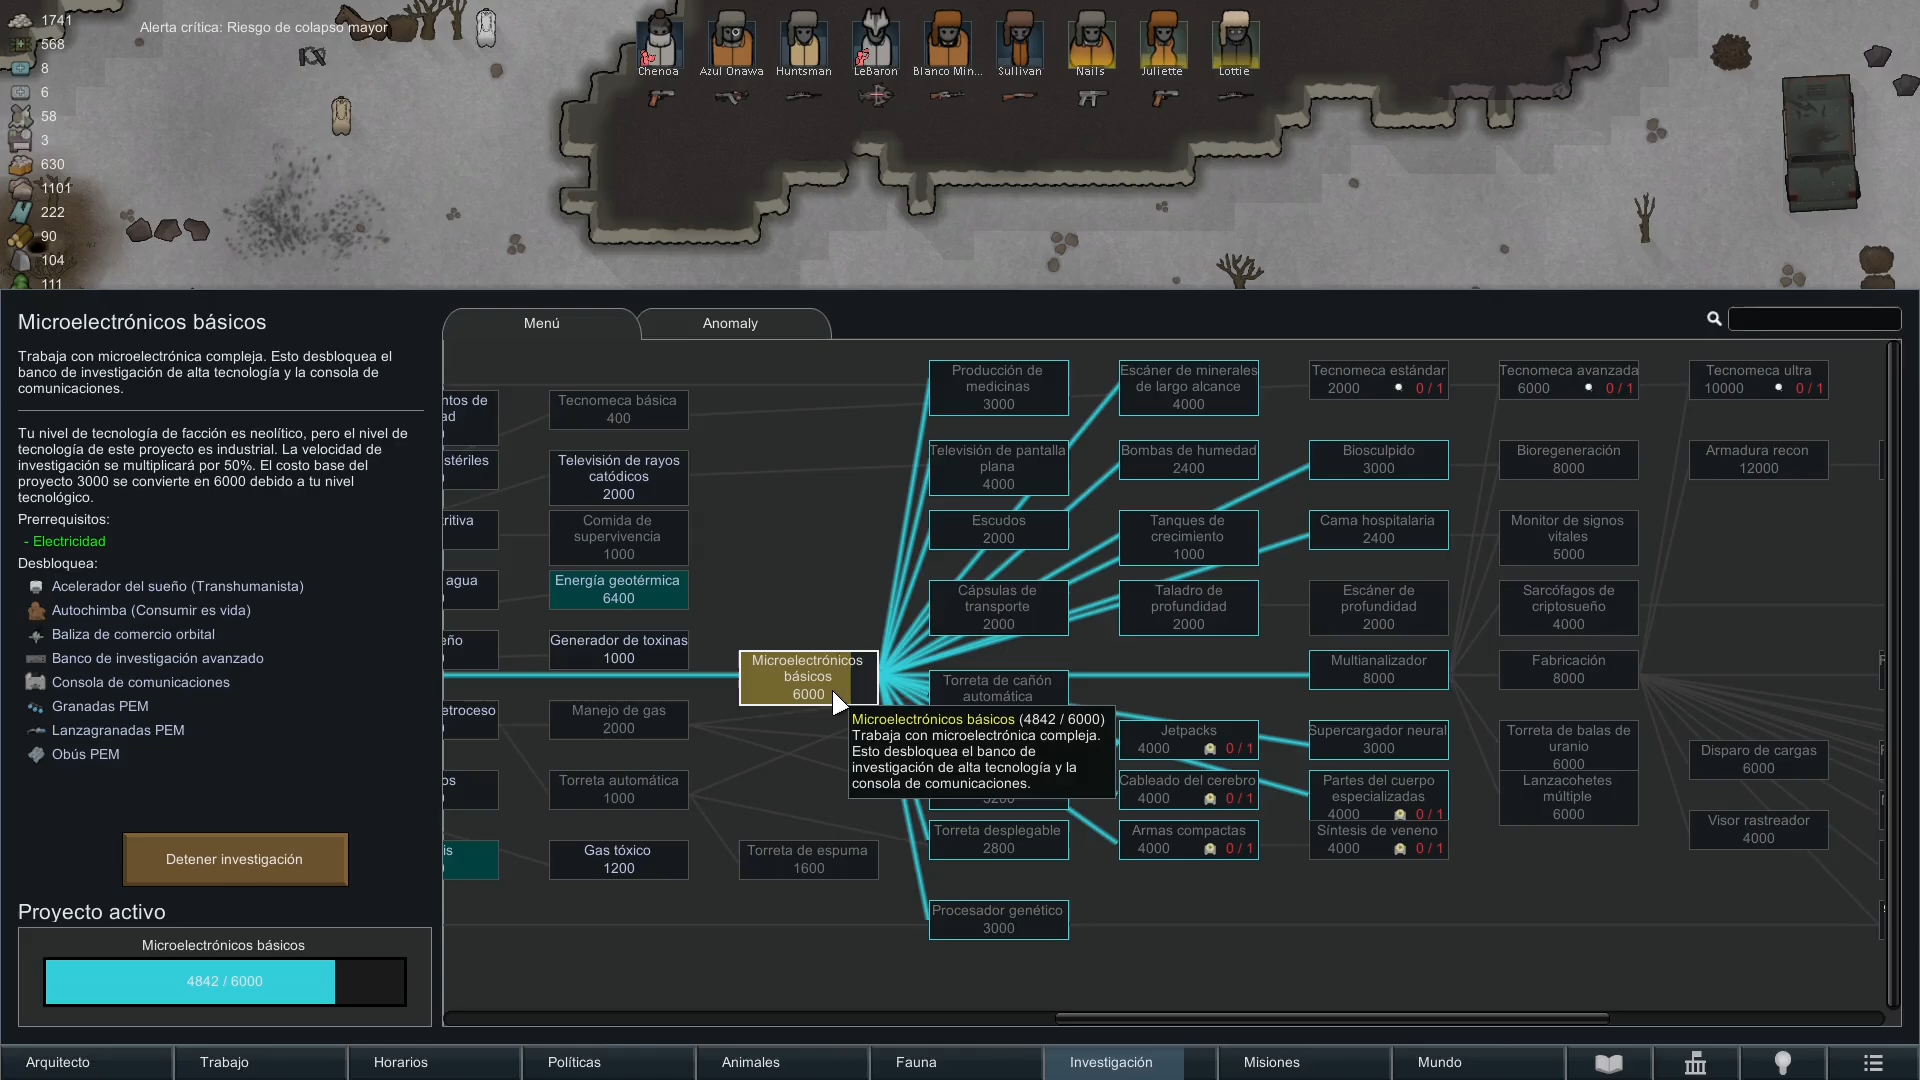 1741
568
8
6
58
3
630
1101
222
90
104
111
Alerta crítica: Riesgo de colapso mayor
Chenoa
Azul Onawa
Huntsman
LeBaron
Blanco Min...
Sullivan
Nails
Juliette
Lottie
Microelectrónicos básicos
Trabaja con microelectrónica compleja. Esto desbloquea el
banco de investigación de alta tecnología y la consola de
comunicaciones.
Tu nivel de tecnología de facción es neolítico, pero el nivel de
tecnología de este proyecto es industrial. La velocidad de
investigación se multiplicará por 50%. El costo base del
proyecto 3000 se convierte en 6000 debido a tu nivel
tecnológico.
Prerrequisitos:
- Electricidad
Desbloquea:
Acelerador del sueño (Transhumanista)
Autochimba (Consumir es vida)
Baliza de comercio orbital
Banco de investigación avanzado
Consola de comunicaciones
Granadas PEM
Lanzagranadas PEM
Obús PEM
Detener investigación
Proyecto activo
Microelectrónicos básicos
4842 / 6000
Menú
Anomaly
ntos de
ad
stériles
ritiva
agua
eño
etroceso
os
is
Tecnomeca básica
400
Televisión de rayos
catódicos
2000
Comida de
supervivencia
1000
Energía geotérmica
6400
Generador de toxinas
1000
Manejo de gas
2000
Torreta automática
1000
Gas tóxico
1200
Microelectrónicos
básicos
6000
Torreta de espuma
1600
Producción de
medicinas
3000
Televisión de pantalla
plana
4000
Escudos
2000
Cápsulas de
transporte
2000
Torreta de cañón
automática
Microelectrónicos básicos (4842 / 6000)
Trabaja con microelectrónica compleja.
Esto desbloquea el banco de
investigación de alta tecnología y la
consola de comunicaciones.
3200
Torreta desplegable
2800
Procesador genético
3000
Escáner de minerales
de largo alcance
4000
Bombas de humedad
2400
Tanques de
crecimiento
1000
Taladro de
profundidad
2000
Jetpacks
4000 0 / 1
Cableado del cerebro
4000 0 / 1
Armas compactas
4000 0 / 1
Tecnomeca estándar
2000 0 / 1
Biosculpido
3000
Cama hospitalaria
2400
Escáner de
profundidad
2000
Multianalizador
8000
Supercargador neural
3000
Partes del cuerpo
especializadas
4000 0 / 1
Síntesis de veneno
4000 0 / 1
Tecnomeca avanzada
6000 0 / 1
Bioregeneración
8000
Monitor de signos
vitales
5000
Sarcófagos de
criptosueño
4000
Fabricación
8000
Torreta de balas de
uranio
6000
Lanzacohetes
múltiple
6000
Tecnomeca ultra
10000 0 / 1
Armadura recon
12000
Disparo de cargas
6000
Visor rastreador
4000
Arquitecto
Trabajo
Horarios
Políticas
Animales
Fauna
Investigación
Misiones
Mundo